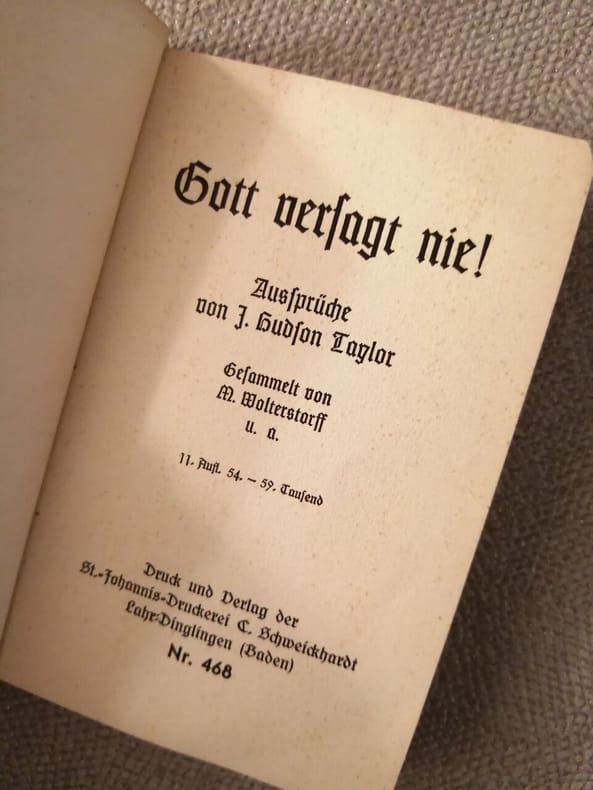 Gott verſagt nie!
Ausſprüche
von J. Hudſon Taylor
Geſammelt von
M. Wolterstorff
u. a.
11. Aufl. 54. – 59. Tauſend
Druck und Verlag der
St.-Johannis-Druckerei C. Schweickhardt
Lahr-Dinglingen (Baden)
Nr. 468